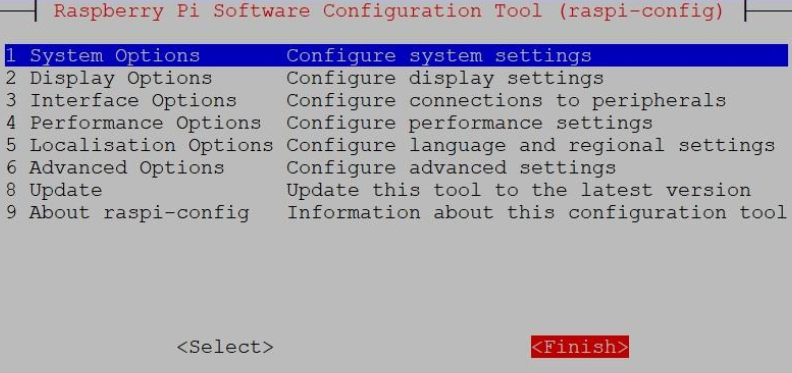 Raspberry Pi Software Configuration Tool (raspi-config)
1 System Options Configure system settings
2 Display Options Configure display settings
3 Interface Options Configure connections to peripherals
4 Performance Options Configure performance settings
5 Localisation Options Configure language and regional settings
6 Advanced Options Configure advanced settings
8 Update Update this tool to the latest version
9 About raspi-config Information about this configuration tool
<Select> <Finish>